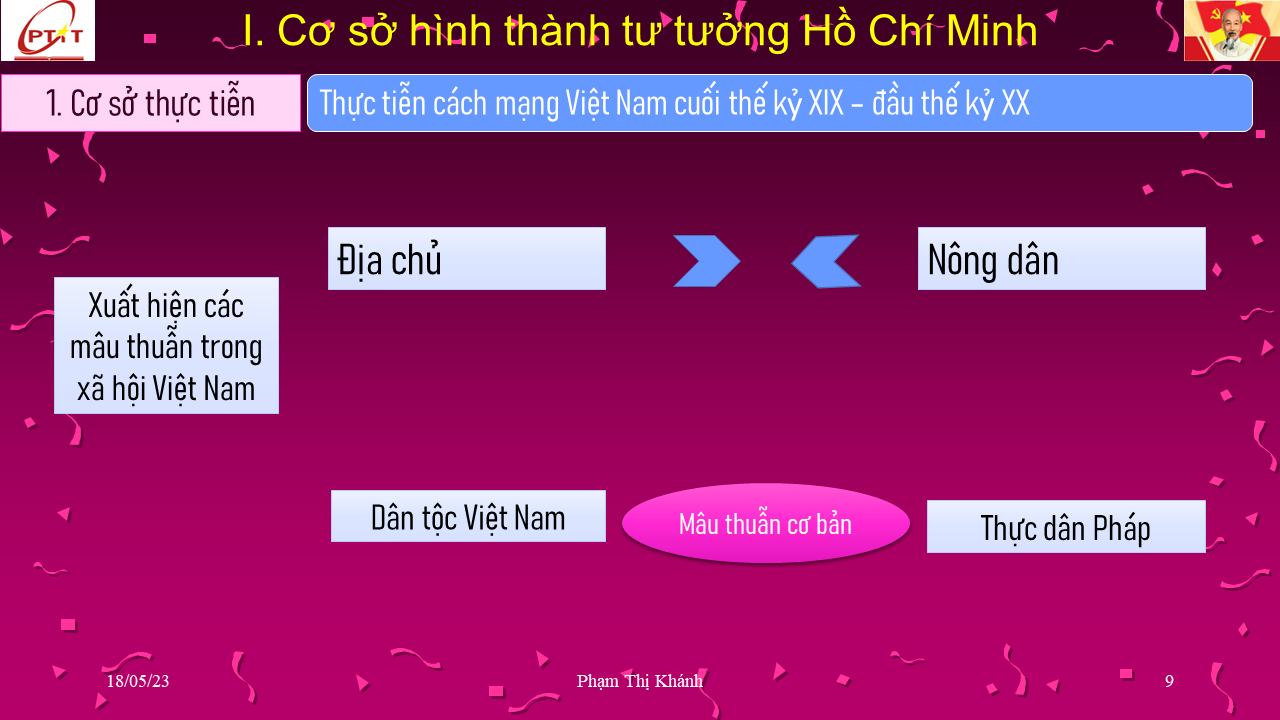 PTiT
I. Cơ sở hình thành tư tưởng Hồ Chí Minh
1. Cơ sở thực tiễn
Thực tiễn cách mạng Việt Nam cuối thế kỷ XIX – đầu thế kỷ XX
Địa chủ
Nông dân
Xuất hiện các
mâu thuẫn trong
xã hội Việt Nam
Dân tộc Việt Nam
Mâu thuẫn cơ bản
Thực dân Pháp
18/05/23
Phạm Thị Khánh
9